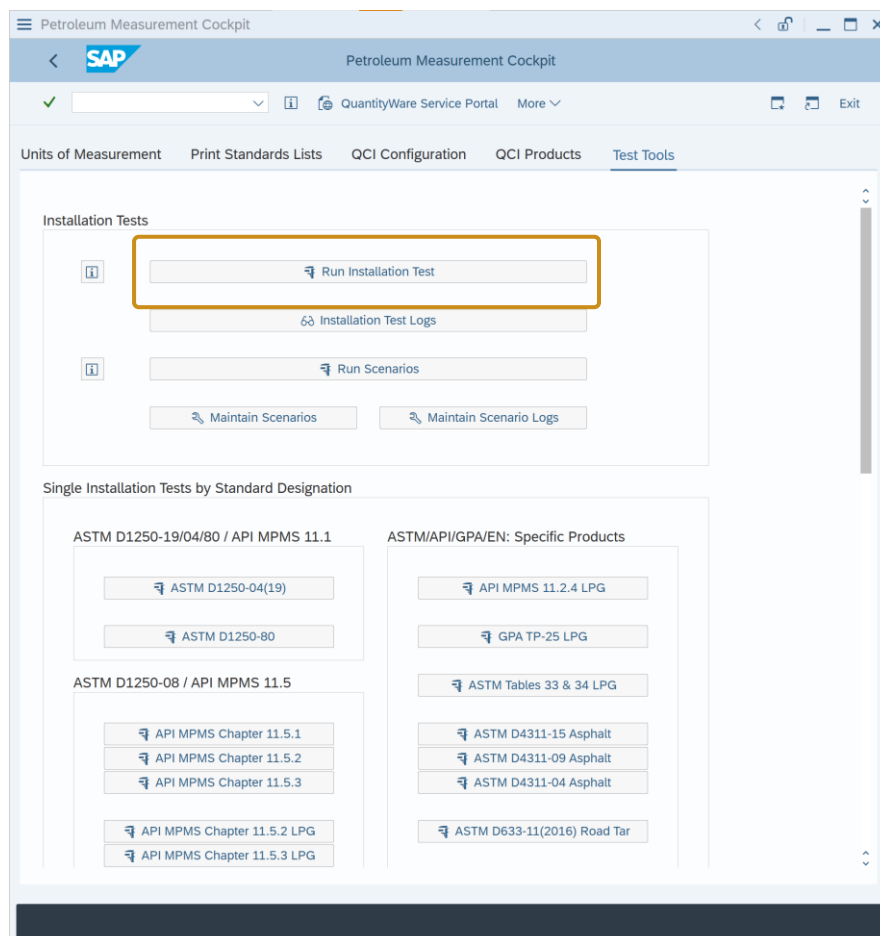 Petroleum Measurement Cockpit
SAP
Petroleum Measurement Cockpit
QuantityWare Service Portal More Exit
Units of Measurement Print Standards Lists QCI Configuration QCI Products Test Tools
Installation Tests
Run Installation Test
Installation Test Logs
Run Scenarios
Maintain Scenarios Maintain Scenario Logs
Single Installation Tests by Standard Designation
ASTM D1250-19/04/80 / API MPMS 11.1
ASTM D1250-04(19)
ASTM D1250-80
ASTM D1250-08 / API MPMS 11.5
API MPMS Chapter 11.5.1
API MPMS Chapter 11.5.2
API MPMS Chapter 11.5.3
API MPMS Chapter 11.5.2 LPG
API MPMS Chapter 11.5.3 LPG
ASTM/API/GPA/EN: Specific Products
API MPMS 11.2.4 LPG
GPA TP-25 LPG
ASTM Tables 33 & 34 LPG
ASTM D4311-15 Asphalt
ASTM D4311-09 Asphalt
ASTM D4311-04 Asphalt
ASTM D633-11(2016) Road Tar